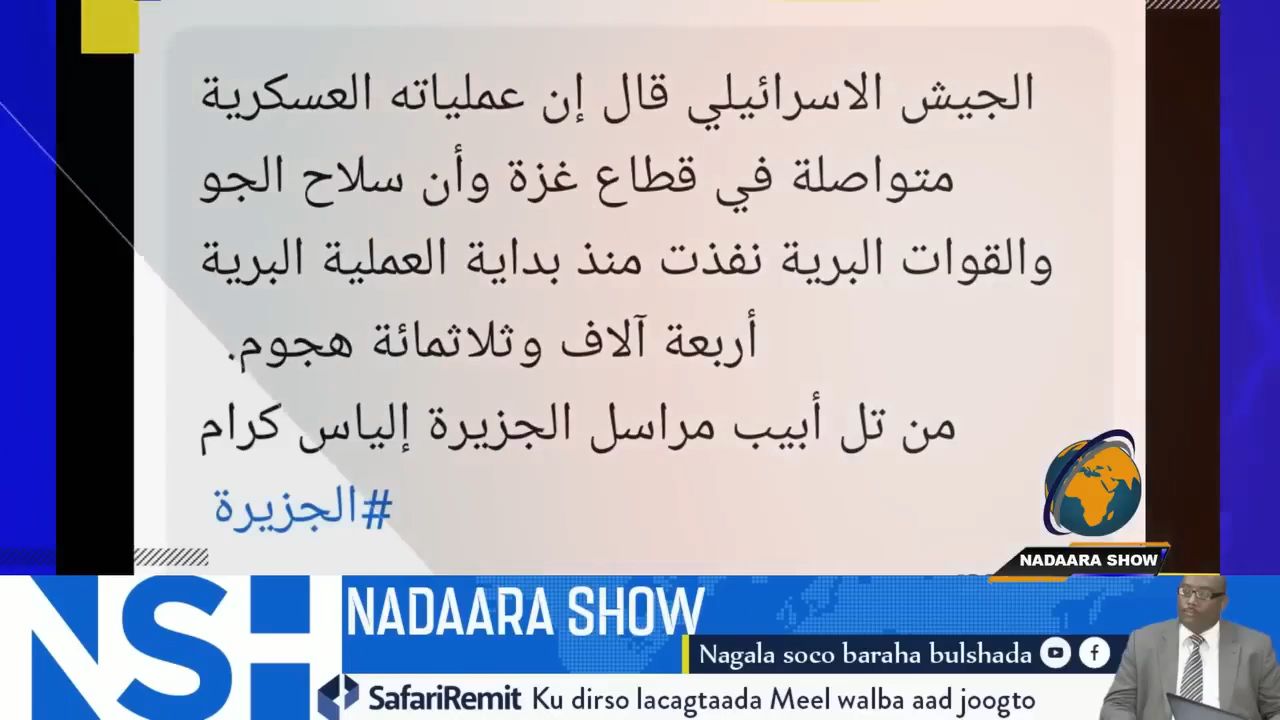 الجيش الاسرائيلي قال إن عملياته العسكرية
متواصلة في قطاع غزة وأن سلاح الجو
والقوات البرية نفذت منذ بداية العملية البرية
أربعة آلاف وثلاثمائة هجوم.
من تل أبيب مراسل الجزيرة إلياس كرام
#الجزيرة
NADAARA SHOW
NSH
NADAARA SHOW
Nagala soco baraha bulshada
SafariRemit Ku dirso lacagtaada Meel walba aad joogto